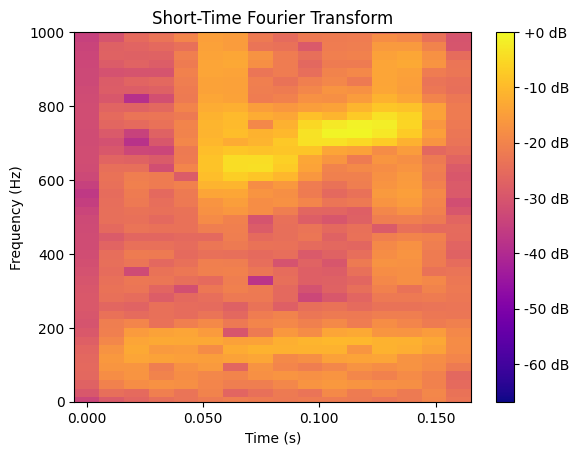 Short-Time Fourier Transform
1000
800
600
400
200
0
Frequency (Hz)
0.000
0.050
0.100
0.150
Time (s)
+0 dB
-10 dB
-20 dB
-30 dB
-40 dB
-50 dB
-60 dB